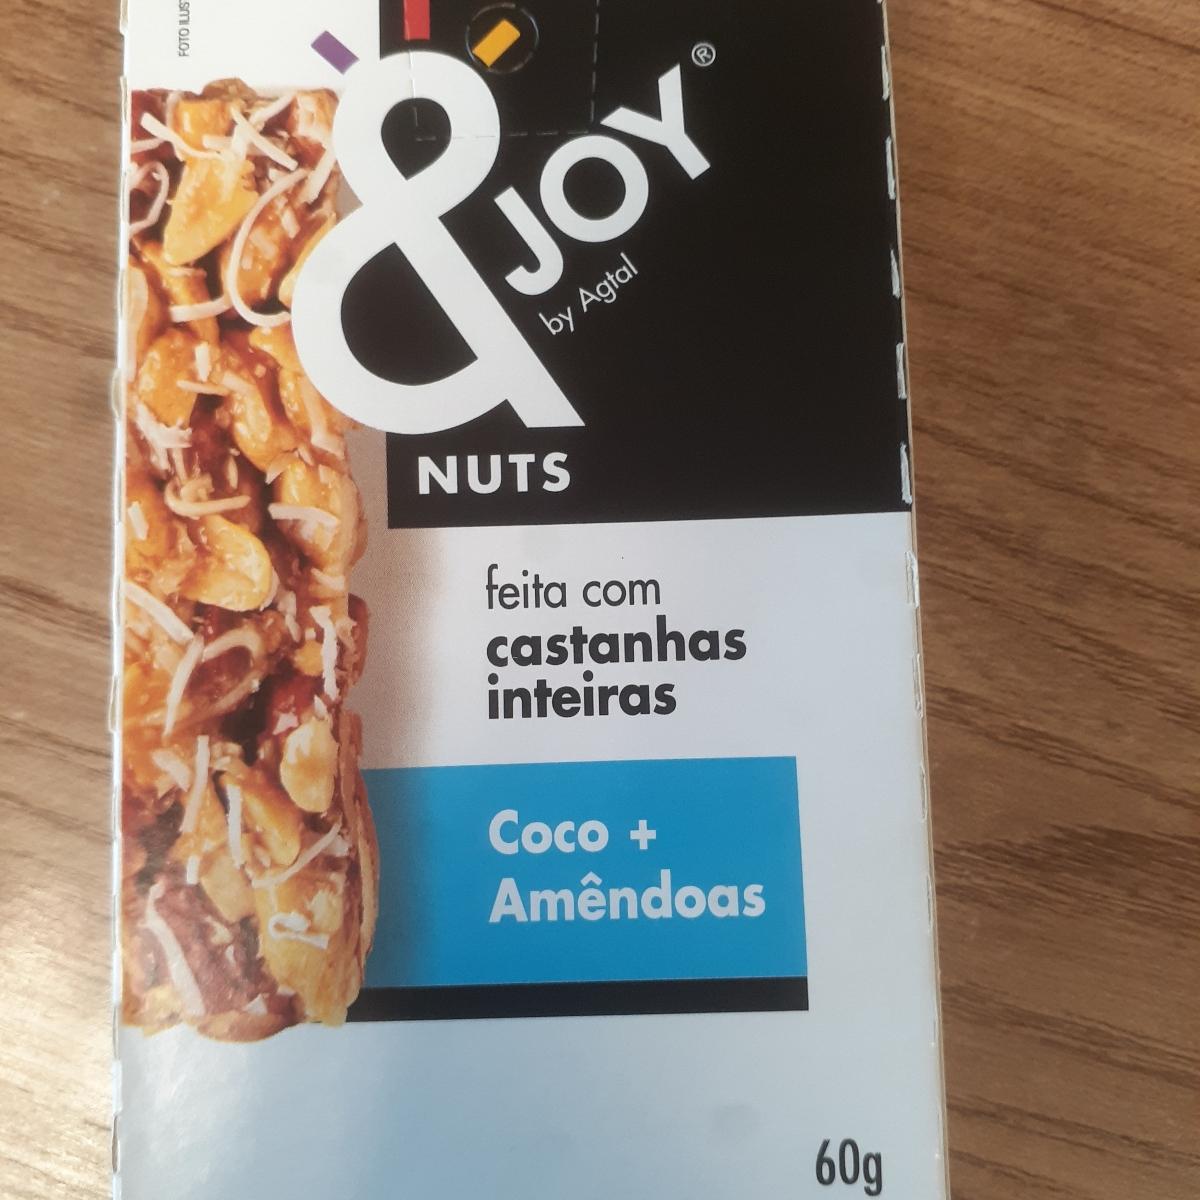 FOTO ILUS
& JOY®
by Agtal
NUTS
feita com
castanhas
inteiras
Coco +
Amêndoas
60g